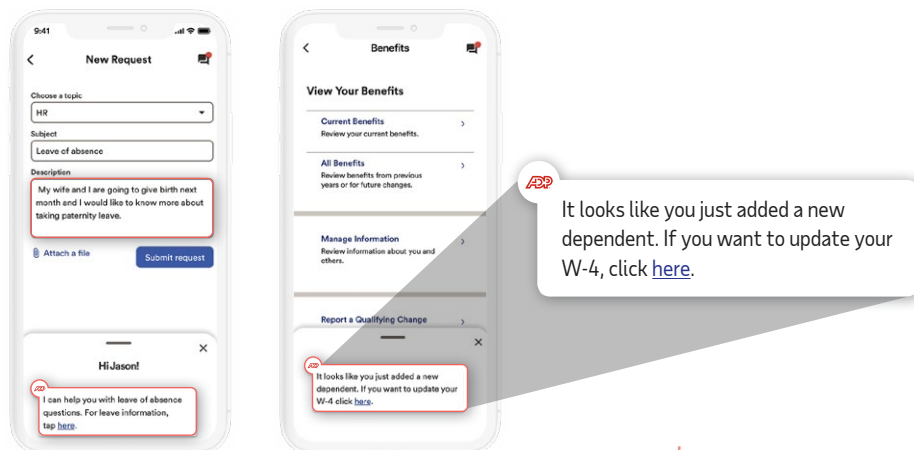 9:41
New Request
Choose a topic
HR
Subject
Leave of absence
Description
My wife and I are going to give birth next
month and I would like to know more about
taking paternity leave.
Attach a file
Submit request
Hi Jason!
ADP
I can help you with leave of absence
questions. For leave information,
tap here.
Benefits
View Your Benefits
Current Benefits
Review your current benefits.
All Benefits
Review benefits from previous
years or for future changes.
Manage Information
Review information about you and
others.
Report a Qualifying Change
ADP
It looks like you just added a new
dependent. If you want to update your
W-4 click here.
ADP
It looks like you just added a new
dependent. If you want to update your
W-4, click here.